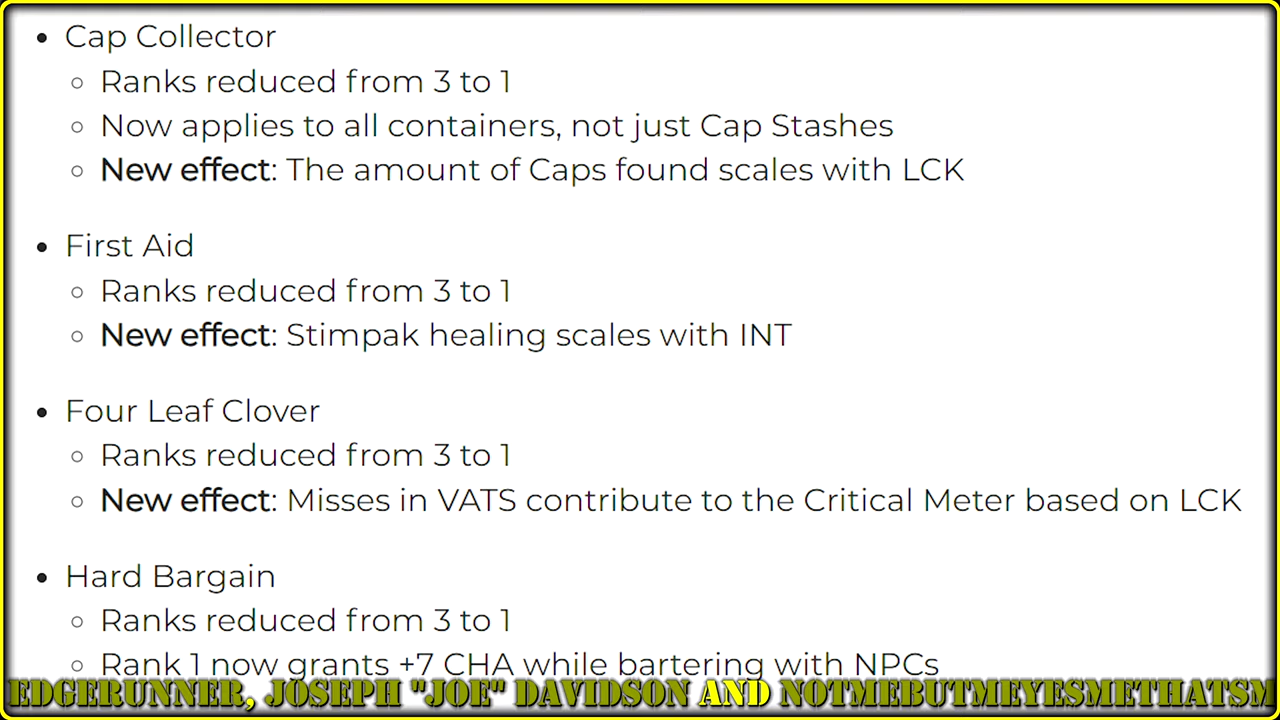 • Cap Collector
○ Ranks reduced from 3 to 1
○ Now applies to all containers, not just Cap Stashes
○ New effect: The amount of Caps found scales with LCK
• First Aid
○ Ranks reduced from 3 to 1
○ New effect: Stimpak healing scales with INT
• Four Leaf Clover
○ Ranks reduced from 3 to 1
○ New effect: Misses in VATS contribute to the Critical Meter based on LCK
• Hard Bargain
○ Ranks reduced from 3 to 1
○ Rank 1 now grants +7 CHA while bartering with NPCs
EDGERUNNER, JOSEPH "JOE" DAVIDSON AND NOTMEBUTMEYESMETHATSM